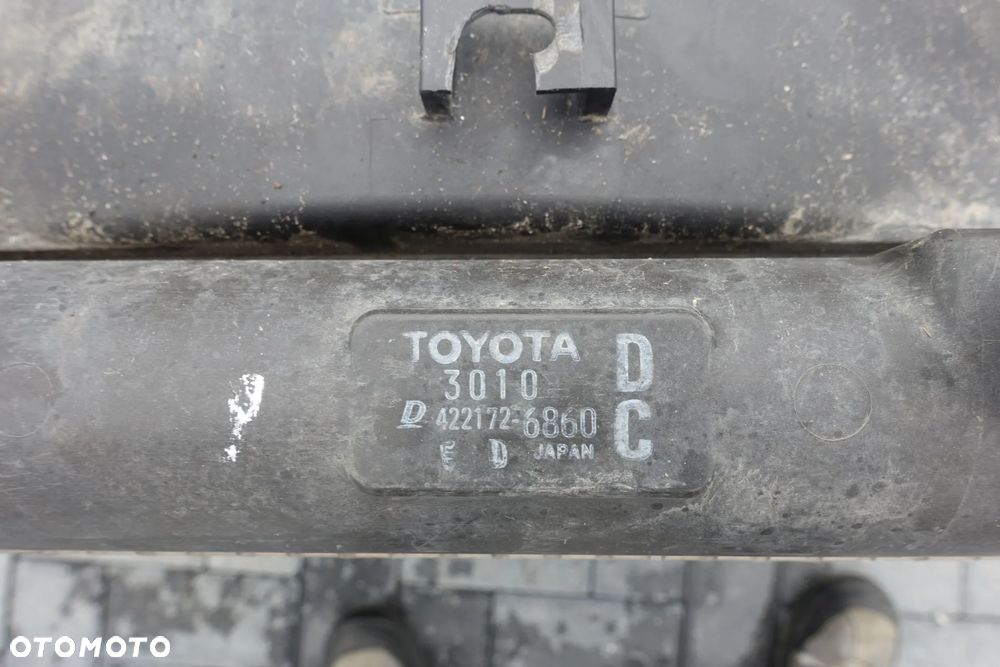 TOYOTA
3010
D 422172-6860
E D JAPAN
D
C
OTOMOTO